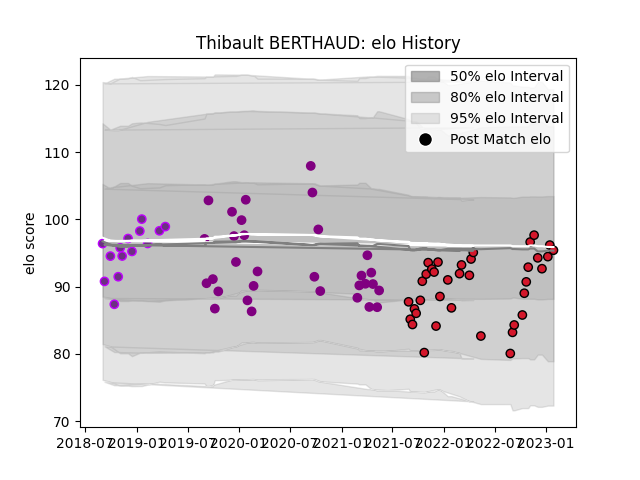 Thibault BERTHAUD: elo History
50% elo Interval
80% elo Interval
95% elo Interval
Post Match elo
elo score
120
110
100
90
80
70
2018-07 2019-01 2019-07 2020-01 2020-07 2021-01 2021-07 2022-01 2022-07 2023-01